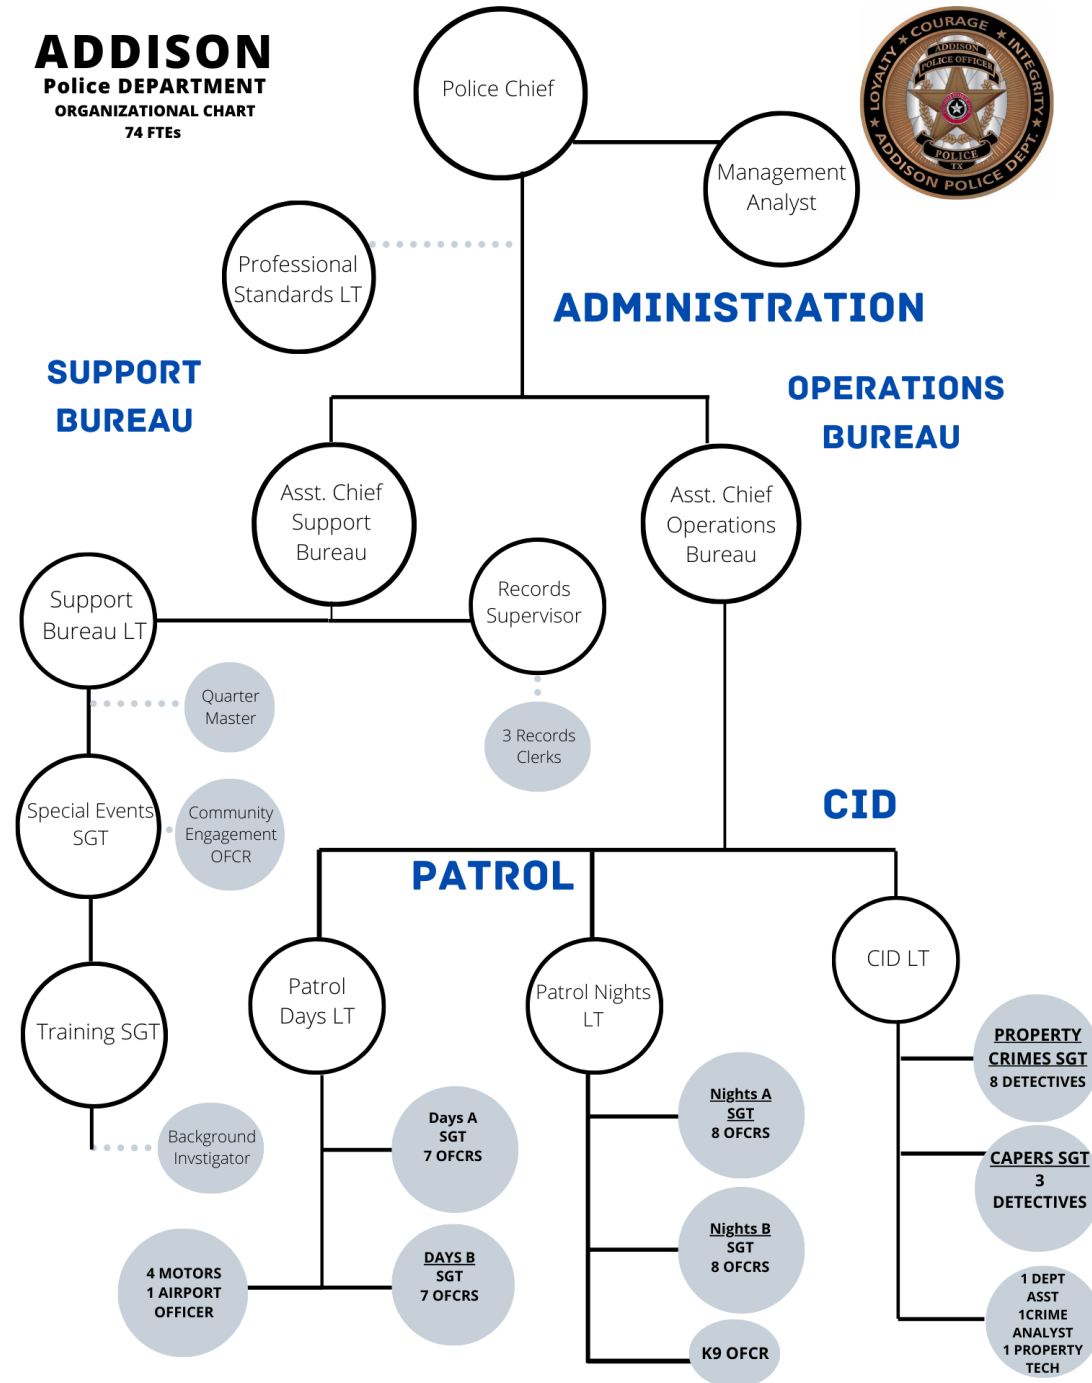 ADDISON
Police DEPARTMENT
ORGANIZATIONAL CHART
74 FTEs
Police Chief
LOYALTY ★ COURAGE ★ INTEGRITY
ADDISON
POLICE OFFICER
POLICE
TX
★ ADDISON POLICE DEPT. ★
Management
Analyst
Professional
Standards LT
ADMINISTRATION
SUPPORT
BUREAU
OPERATIONS
BUREAU
Asst. Chief
Support
Bureau
Asst. Chief
Operations
Bureau
Support
Bureau LT
Records
Supervisor
Quarter
Master
3 Records
Clerks
Special Events
SGT
Community
Engagement
OFCR
CID
PATROL
Training SGT
Patrol
Days LT
Patrol Nights
LT
CID LT
Background
Invstigator
Days A
SGT
7 OFCRS
Nights A
SGT
8 OFCRS
PROPERTY
CRIMES SGT
8 DETECTIVES
CAPERS SGT
3
DETECTIVES
4 MOTORS
1 AIRPORT
OFFICER
DAYS B
SGT
7 OFCRS
Nights B
SGT
8 OFCRS
K9 OFCR
1 DEPT
ASST
1CRIME
ANALYST
1 PROPERTY
TECH